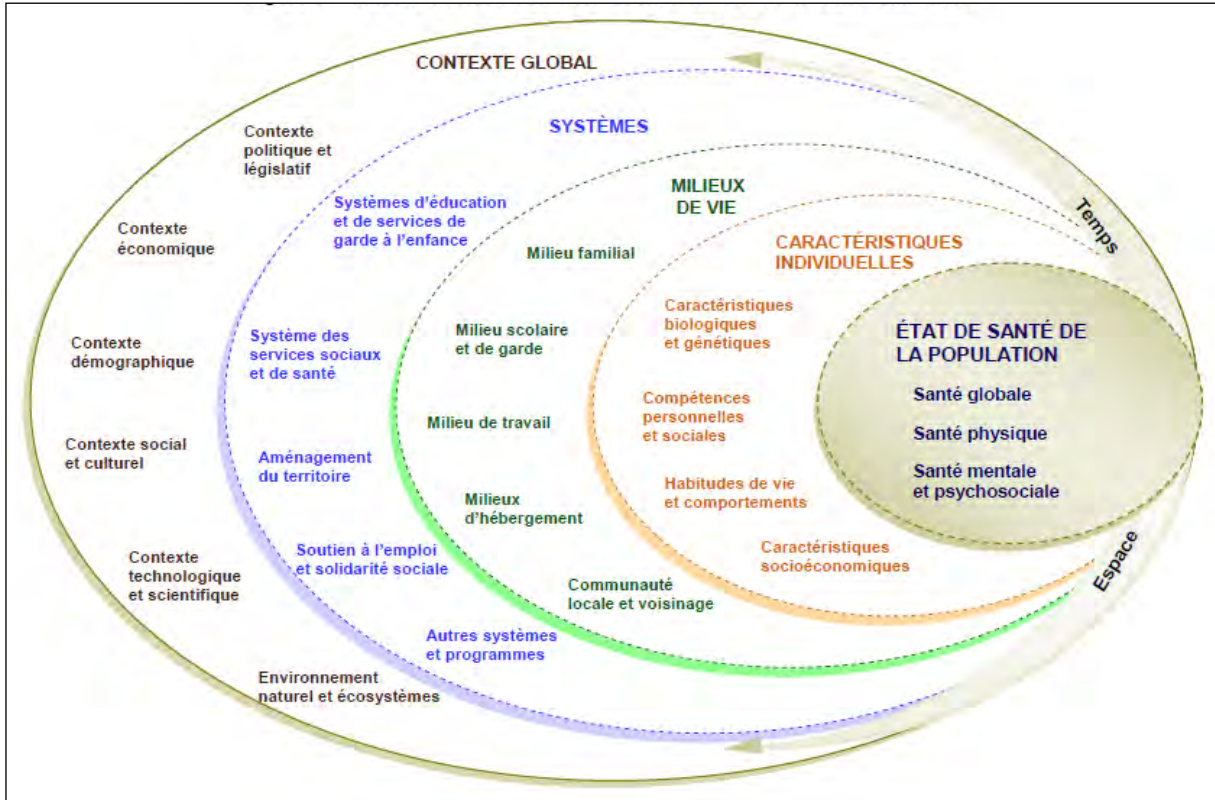 CONTEXTE GLOBAL
Contexte
politique et
législatif
Contexte
économique
Contexte
démographique
Contexte social
et culturel
Contexte
technologique
et scientifique
Environnement
naturel et écosystèmes
SYSTÈMES
Systèmes d'éducation
et de services de
garde à l'enfance
Système des
services sociaux
et de santé
Aménagement
du territoire
Soutien à l'emploi
et solidarité sociale
Autres systèmes
et programmes
MILIEUX
DE VIE
Milieu familial
Milieu scolaire
et de garde
Milieu de travail
Milieux
d'hébergement
Communauté
locale et voisinage
CARACTÉRISTIQUES
INDIVIDUELLES
Caractéristiques
biologiques
et génétiques
Compétences
personnelles
et sociales
Habitudes de vie
et comportements
Caractéristiques
socioéconomiques
ÉTAT DE SANTÉ DE
LA POPULATION
Santé globale
Santé physique
Santé mentale
et psychosociale
Temps
Espace